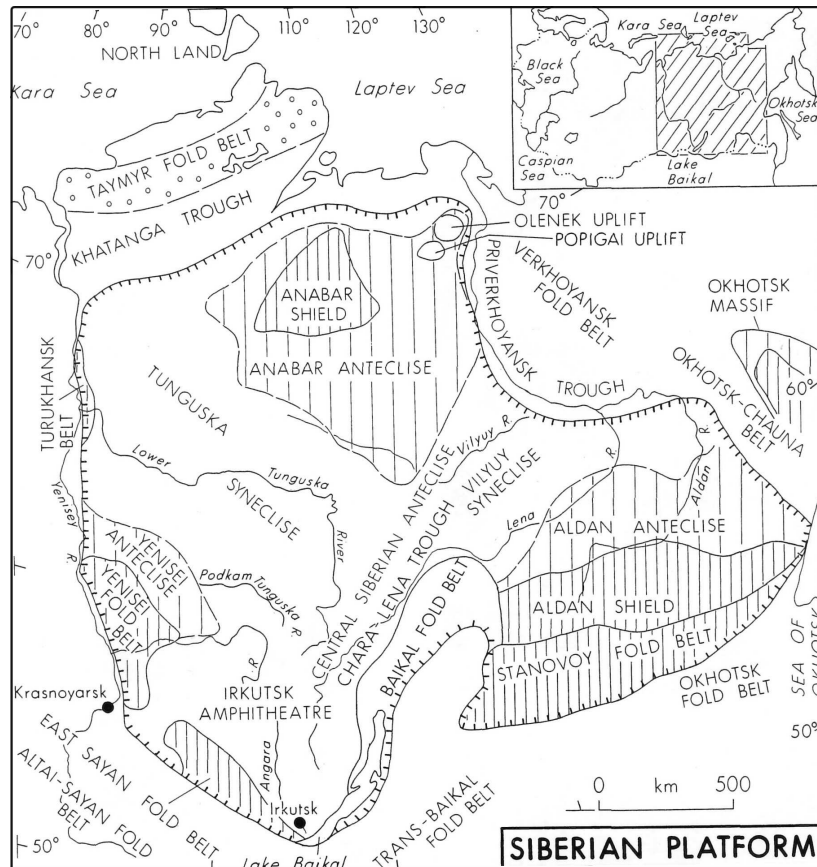 70°
80°
90°
100°
110°
120°
130°
NORTH LAND
Kara Sea
Laptev Sea
Kara Sea
Laptev
Sea
Black
Sea
Okhotsk
Sea
Caspian
Sea
Lake
Baikal
70°
TAYMYR FOLD BELT
KHATANGA TROUGH
OLENEK UPLIFT
POPIGAI UPLIFT
70°
PRIVERKHOYANSK
TROUGH
VERKHOYANSK
FOLD BELT
OKHOTSK
MASSIF
60°
ANABAR
SHIELD
ANABAR ANTECLISE
OKHOTSK-CHAUNA
BELT
TURUKHANSK
BELT
TUNGUSKA
SYNECLISE
Lower
Tunguska
River
Vilyuy R.
R.
Lena
R.
Aldan
VILYUY
SYNECLISE
CENTRAL SIBERIAN ANTECLISE
CHARA-LENA TROUGH
Yenisey
R.
YENISEI
ANTECLISE
YENISEI
FOLD
BELT
Podkam Tunguska
R
ALDAN ANTECLISE
ALDAN SHIELD
STANOVOY FOLD BELT
OKHOTSK
FOLD BELT
SEA OF
BAIKAL FOLD BELT
Krasnoyarsk
R
IRKUTSK
AMPHITHEATRE
Angara
Irkutsk
EAST SAYAN FOLD BELT
ALTAI-SAYAN FOLD
BELT
50°
50°
Lake Baikal
TRANS-BAIKAL
FOLD BELT
0 km 500
SIBERIAN PLATFORM